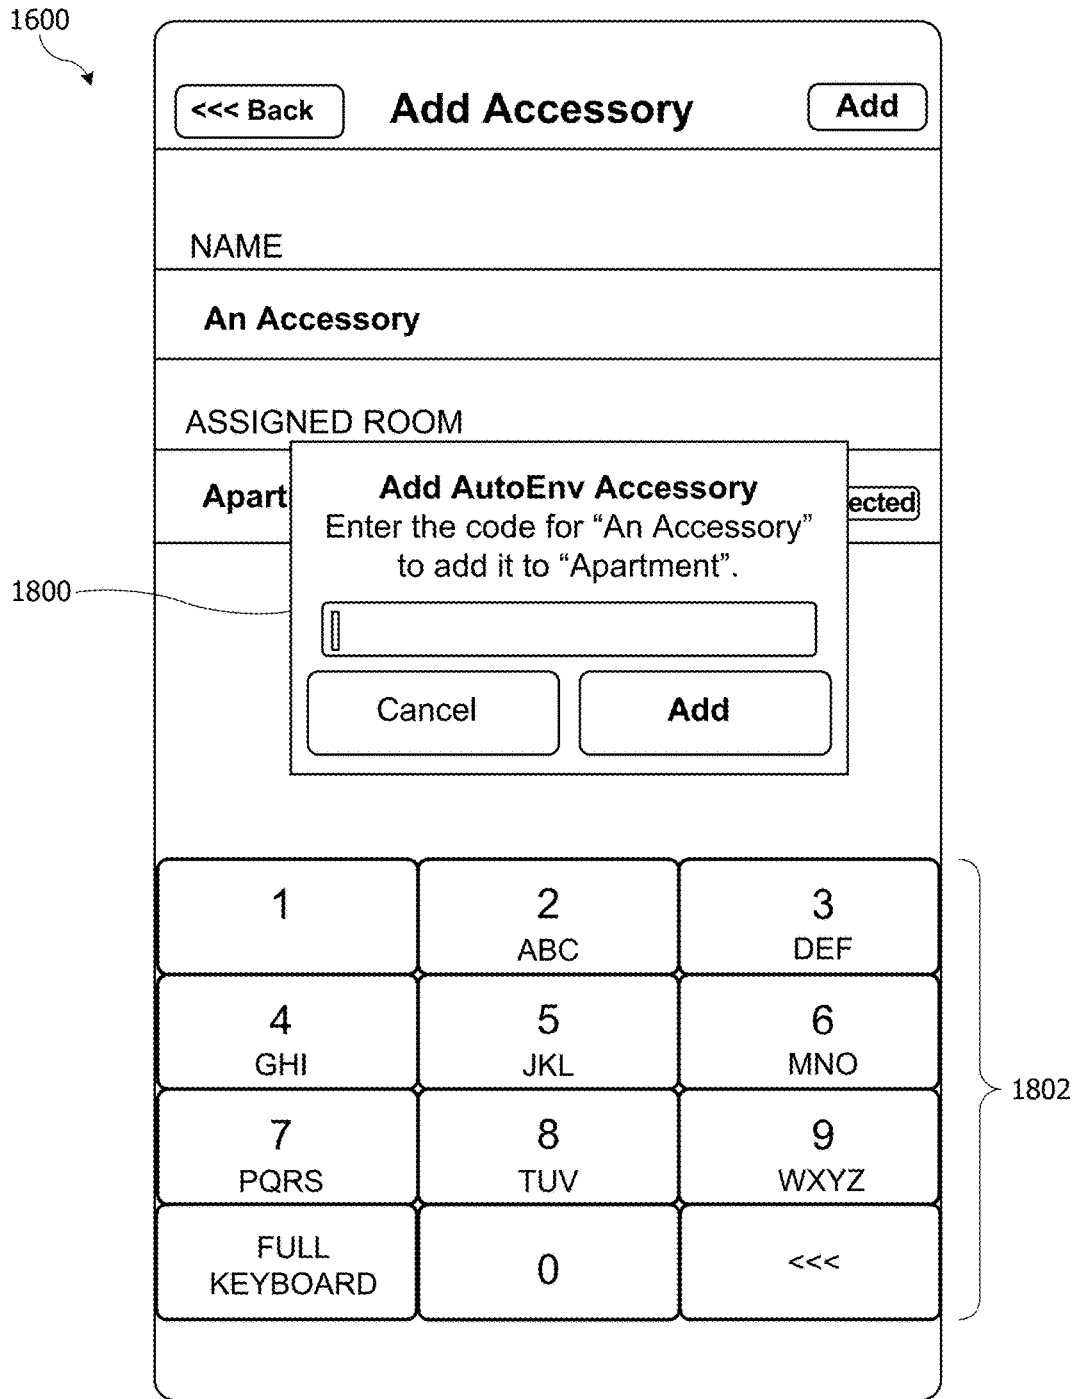 1600
<<< Back Add Accessory Add
NAME
An Accessory
ASSIGNED ROOM
Apart ected
Add AutoEnv Accessory
Enter the code for “An Accessory”
to add it to “Apartment”.
1800
Cancel Add
1 2 3
ABC DEF
4 5 6
GHI JKL MNO
1802
7 8 9
PQRS TUV WXYZ
FULL
KEYBOARD 0 <<<